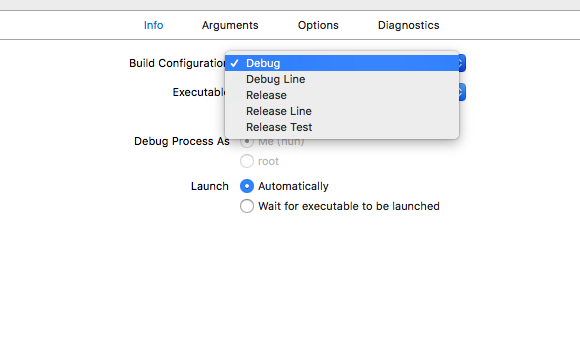 Info Arguments Options Diagnostics
Build Configuration ✓ Debug
Debug Line
Executable Release
Release Line
Release Test
Debug Process As Me (nun)
root
Launch Automatically
Wait for executable to be launched